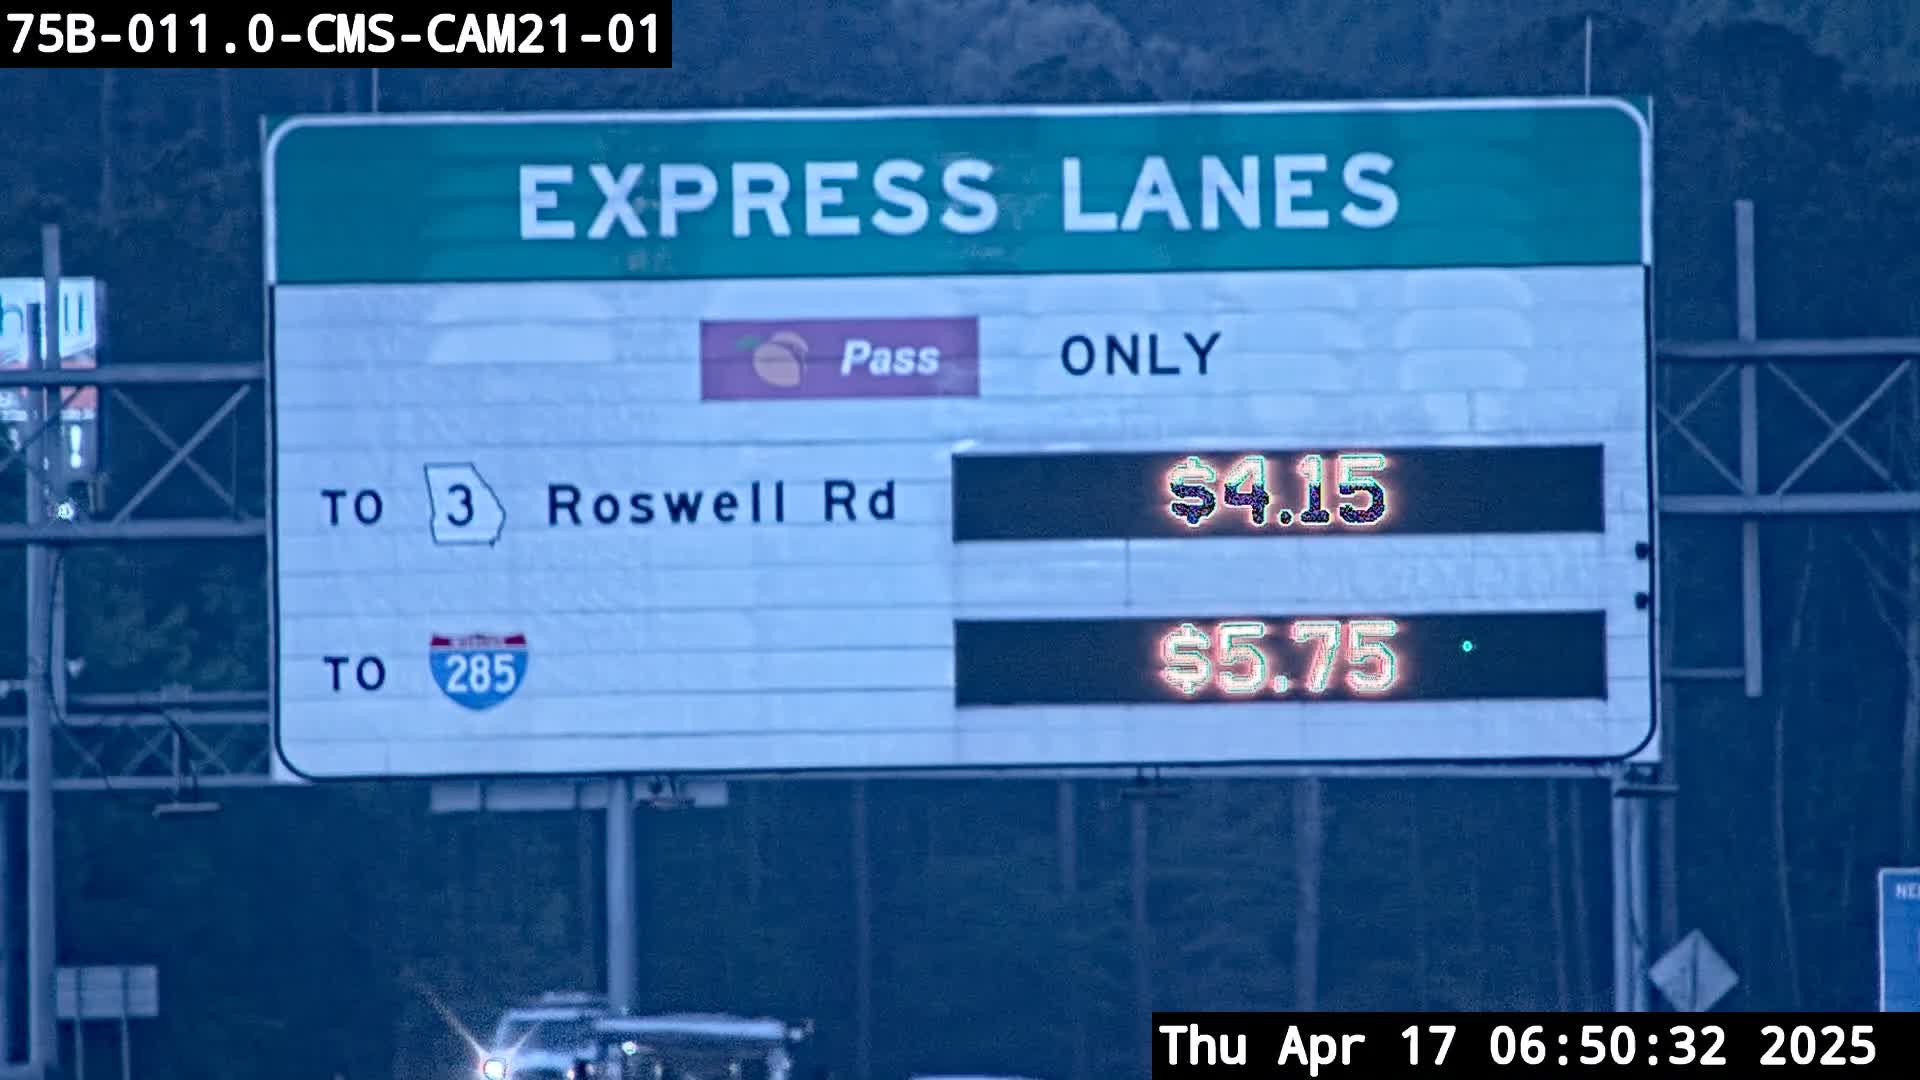 75B-011.0-CMS-CAM21-01
EXPRESS LANES
Pass ONLY
TO 3 Roswell Rd $4.15
TO 285 $5.75
Thu Apr 17 06:50:32 2025